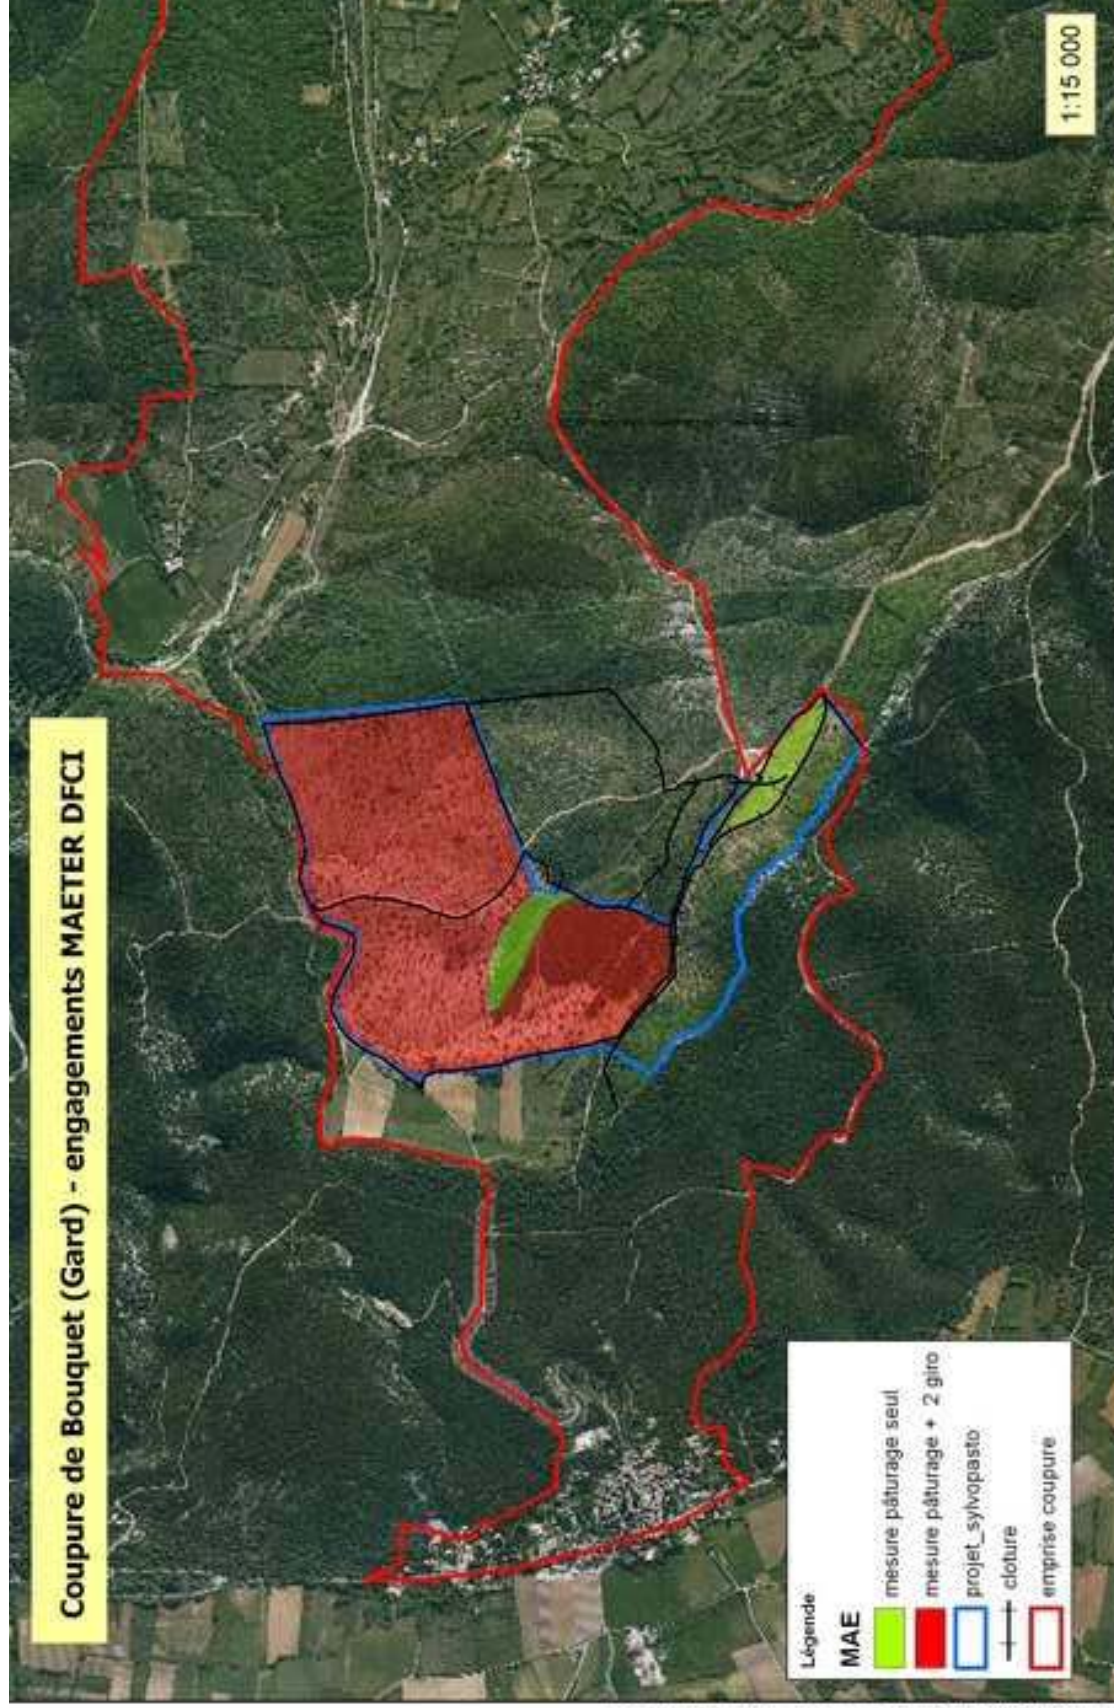 Coupure de Bouquet (Gard) - engagements MAETER DFCI
1:15 000
Légende
MAE
mesure pâturage seul
mesure pâturage + 2 giro
projet_sylvopasto
cloture
emprise coupure